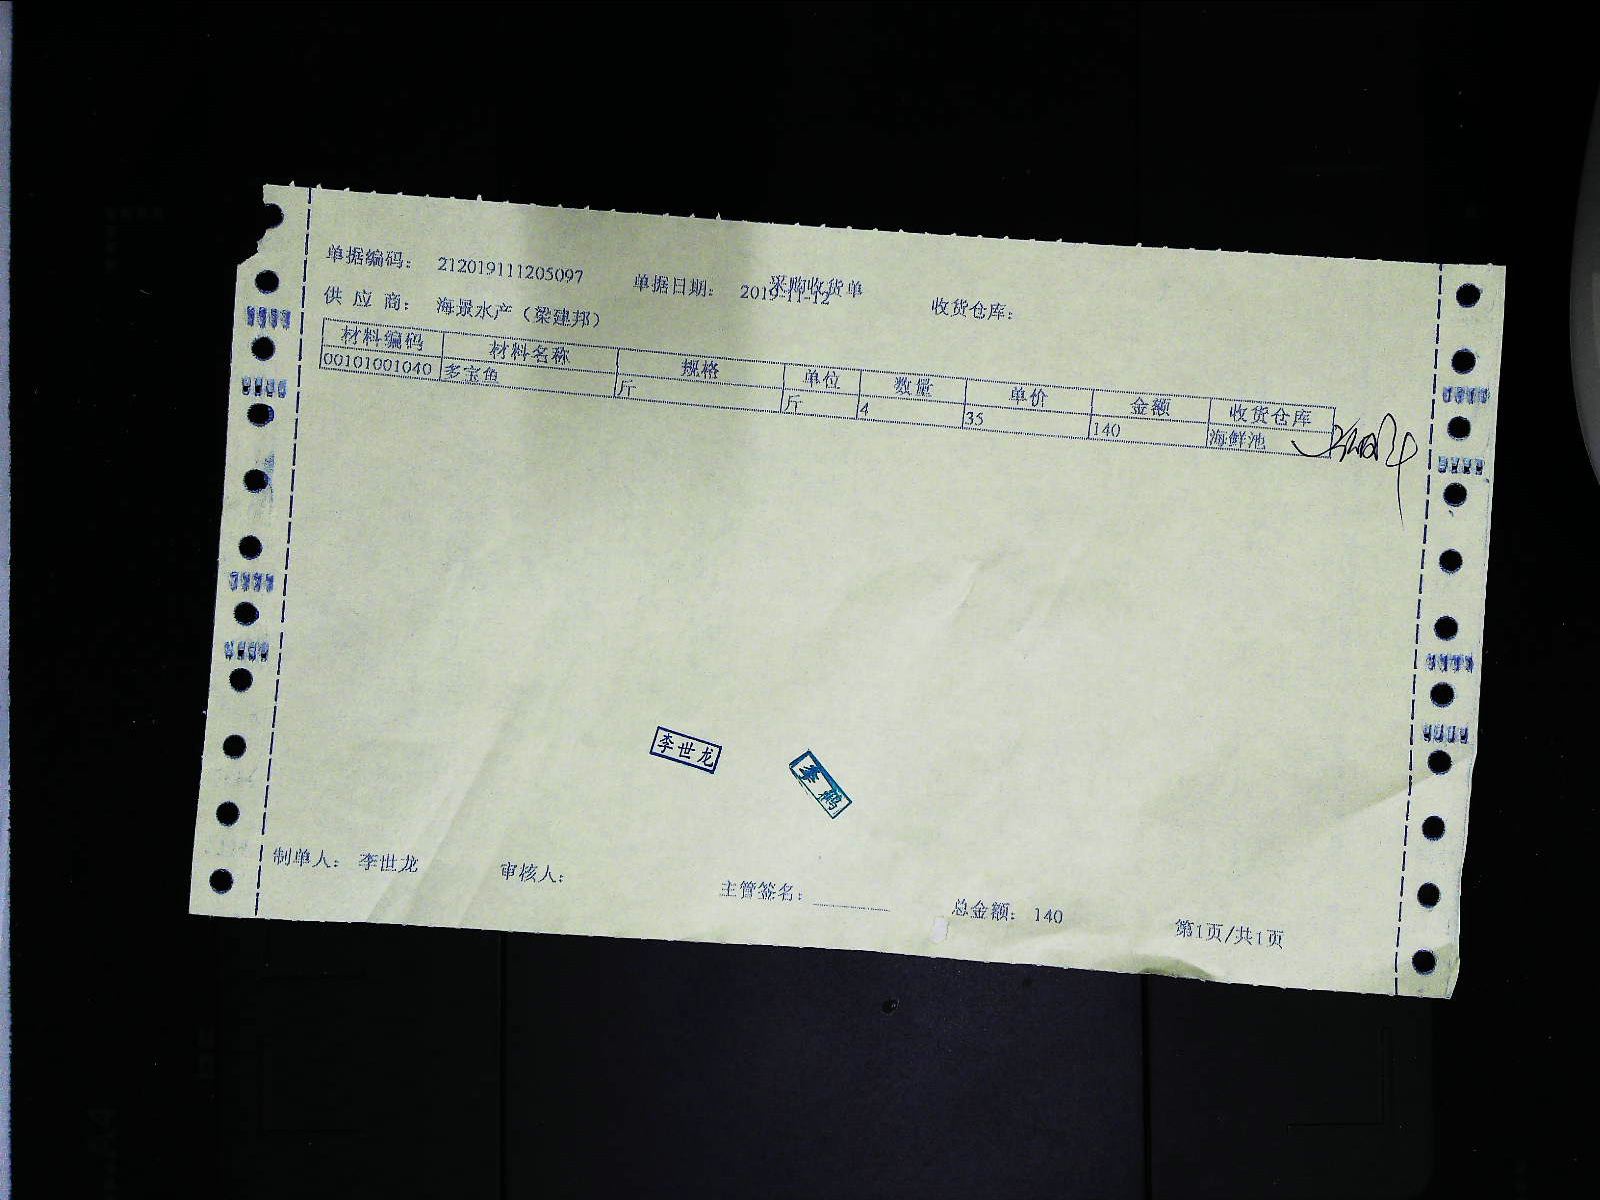 采购收货单
单据编码： 212019111205097 单据日期： 2019-11-12 收货仓库：
供 应 商： 海景水产（梁建邦）
材料编码 材料名称 规格 单位 数量 单价 金额 收货仓库
00101001040 多宝鱼 斤 斤 4 35 140 海鲜池
李世龙
李鹅
制单人： 李世龙 审核人： 主管签名： 总金额： 140 第1页/共1页